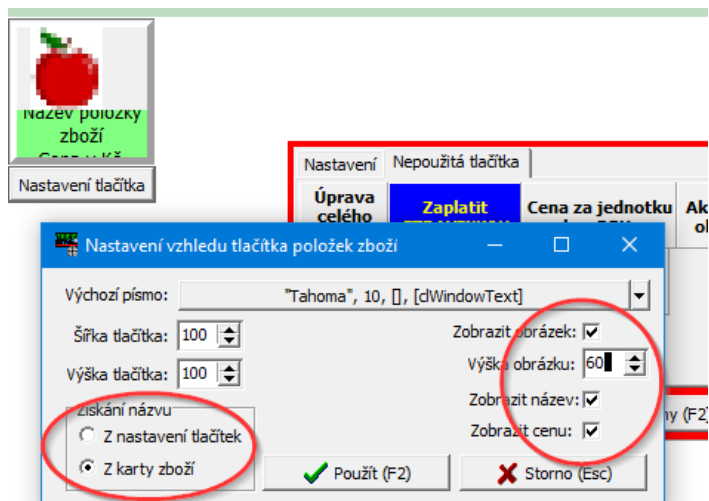 Název položky
zboží
Nastavení tlačítka
Nastavení
Nepoužitá tlačítka
Úprava
celého
Zaplatit
Cena za jednotku
Ak
Nastavení vzhledu tlačítka položek zboží
Výchozí písmo:
"Tahoma", 10, [], [clWindowText]
Šířka tlačítka: 100
Zobrazit obrázek:
Výška obrázku: 60
Výška tlačítka: 100
Zobrazit název:
Získání názvu
Z nastavení tlačítek
Zobrazit cenu:
ny (F2)
Z karty zboží
Použít (F2)
Storno (Esc)